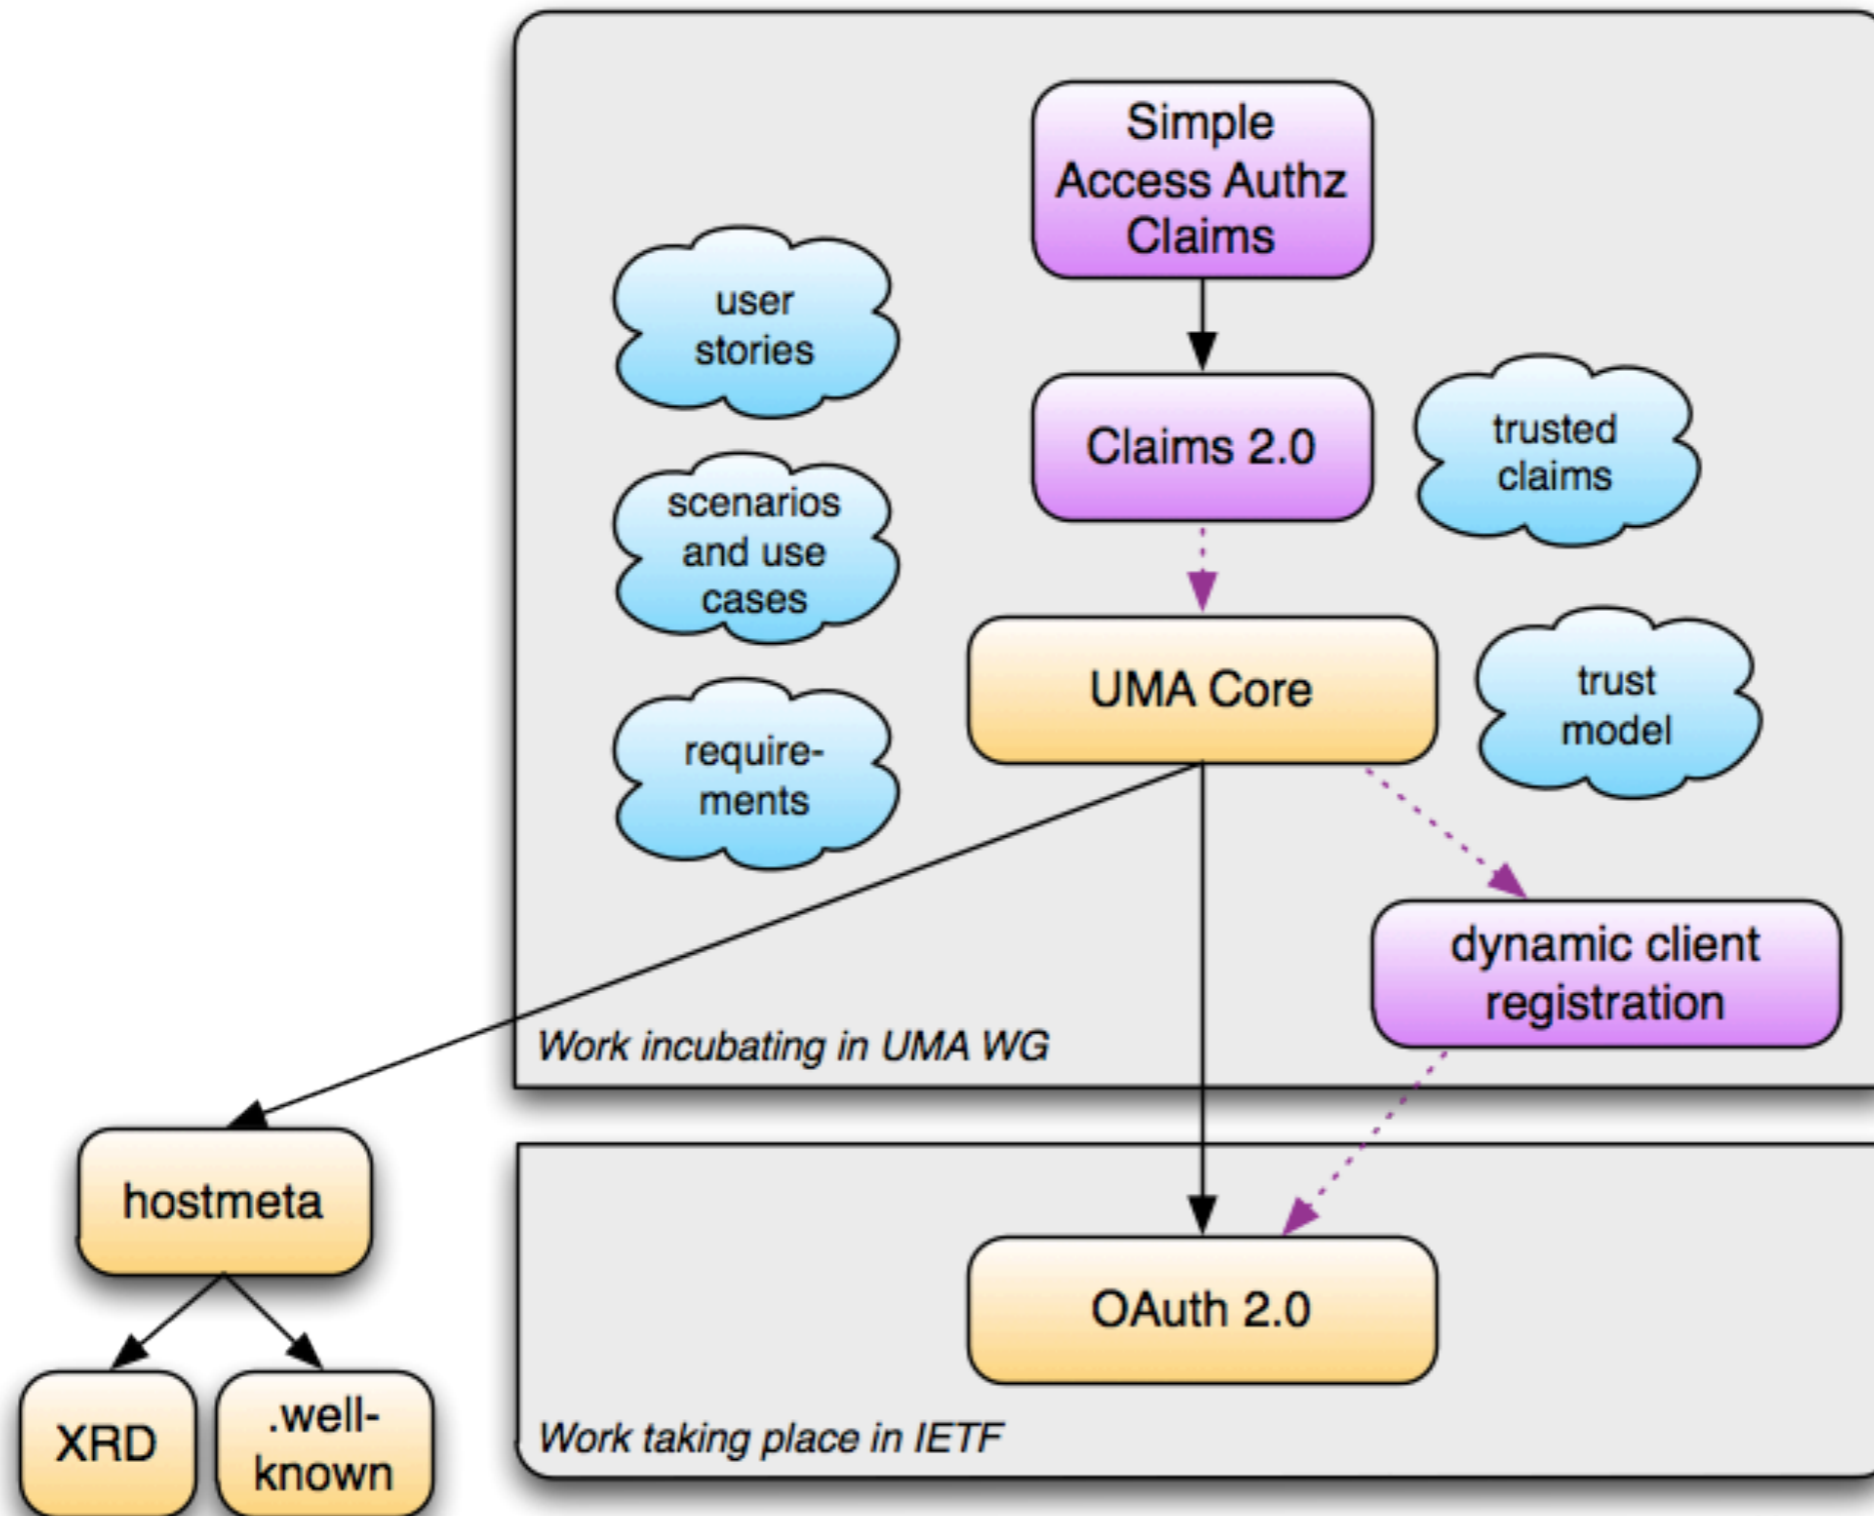 Simple
Access Authz
Claims
user
stories
Claims 2.0
trusted
claims
scenarios
and use
cases
UMA Core
trust
model
require-
ments
dynamic client
registration
Work incubating in UMA WG
hostmeta
OAuth 2.0
XRD
.well-
known
Work taking place in IETF